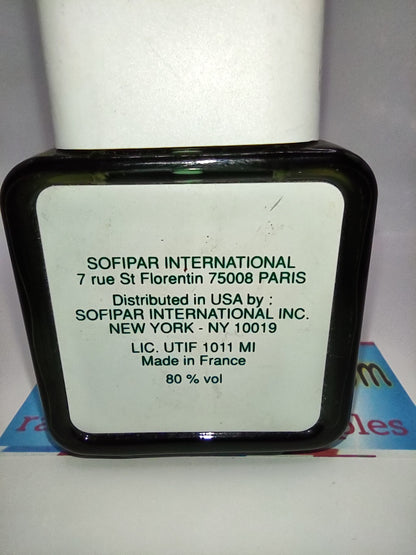 SOFIPAR INTERNATIONAL
7 rue St Florentin 75008 PARIS
Distributed in USA by :
SOFIPAR INTERNATIONAL INC.
NEW YORK - NY 10019
LIC. UTIF 1011 MI
Made in France
80 % vol